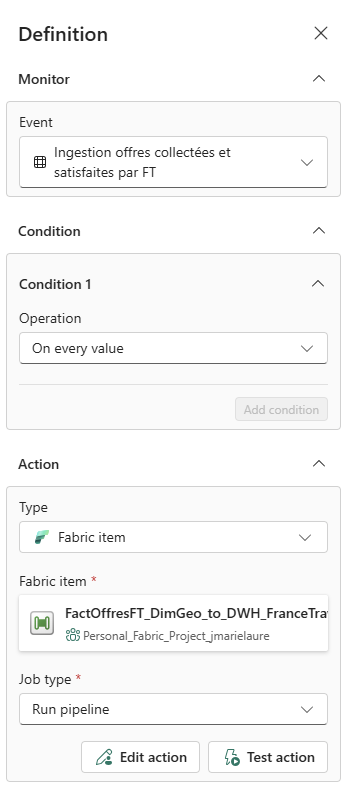 Definition
Monitor
Event
Ingestion offres collectées et
satisfaites par FT
Condition
Condition 1
Operation
On every value
Add condition
Action
Type
Fabric item
Fabric item *
FactOffresFT_DimGeo_to_DWH_FranceTra
Personal_Fabric_Project_jmarielaure
Job type *
Run pipeline
Edit action
Test action